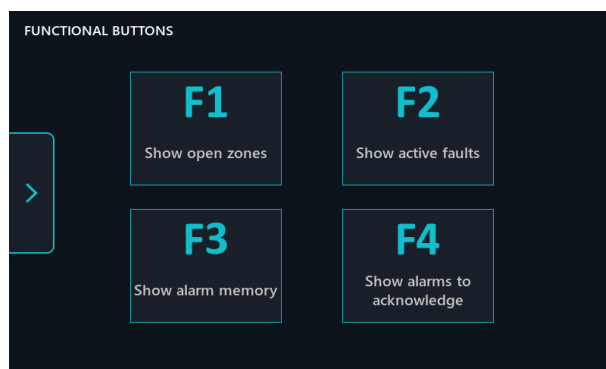 FUNCTIONAL BUTTONS
F1
Show open zones
F2
Show active faults
F3
Show alarm memory
F4
Show alarms to
acknowledge